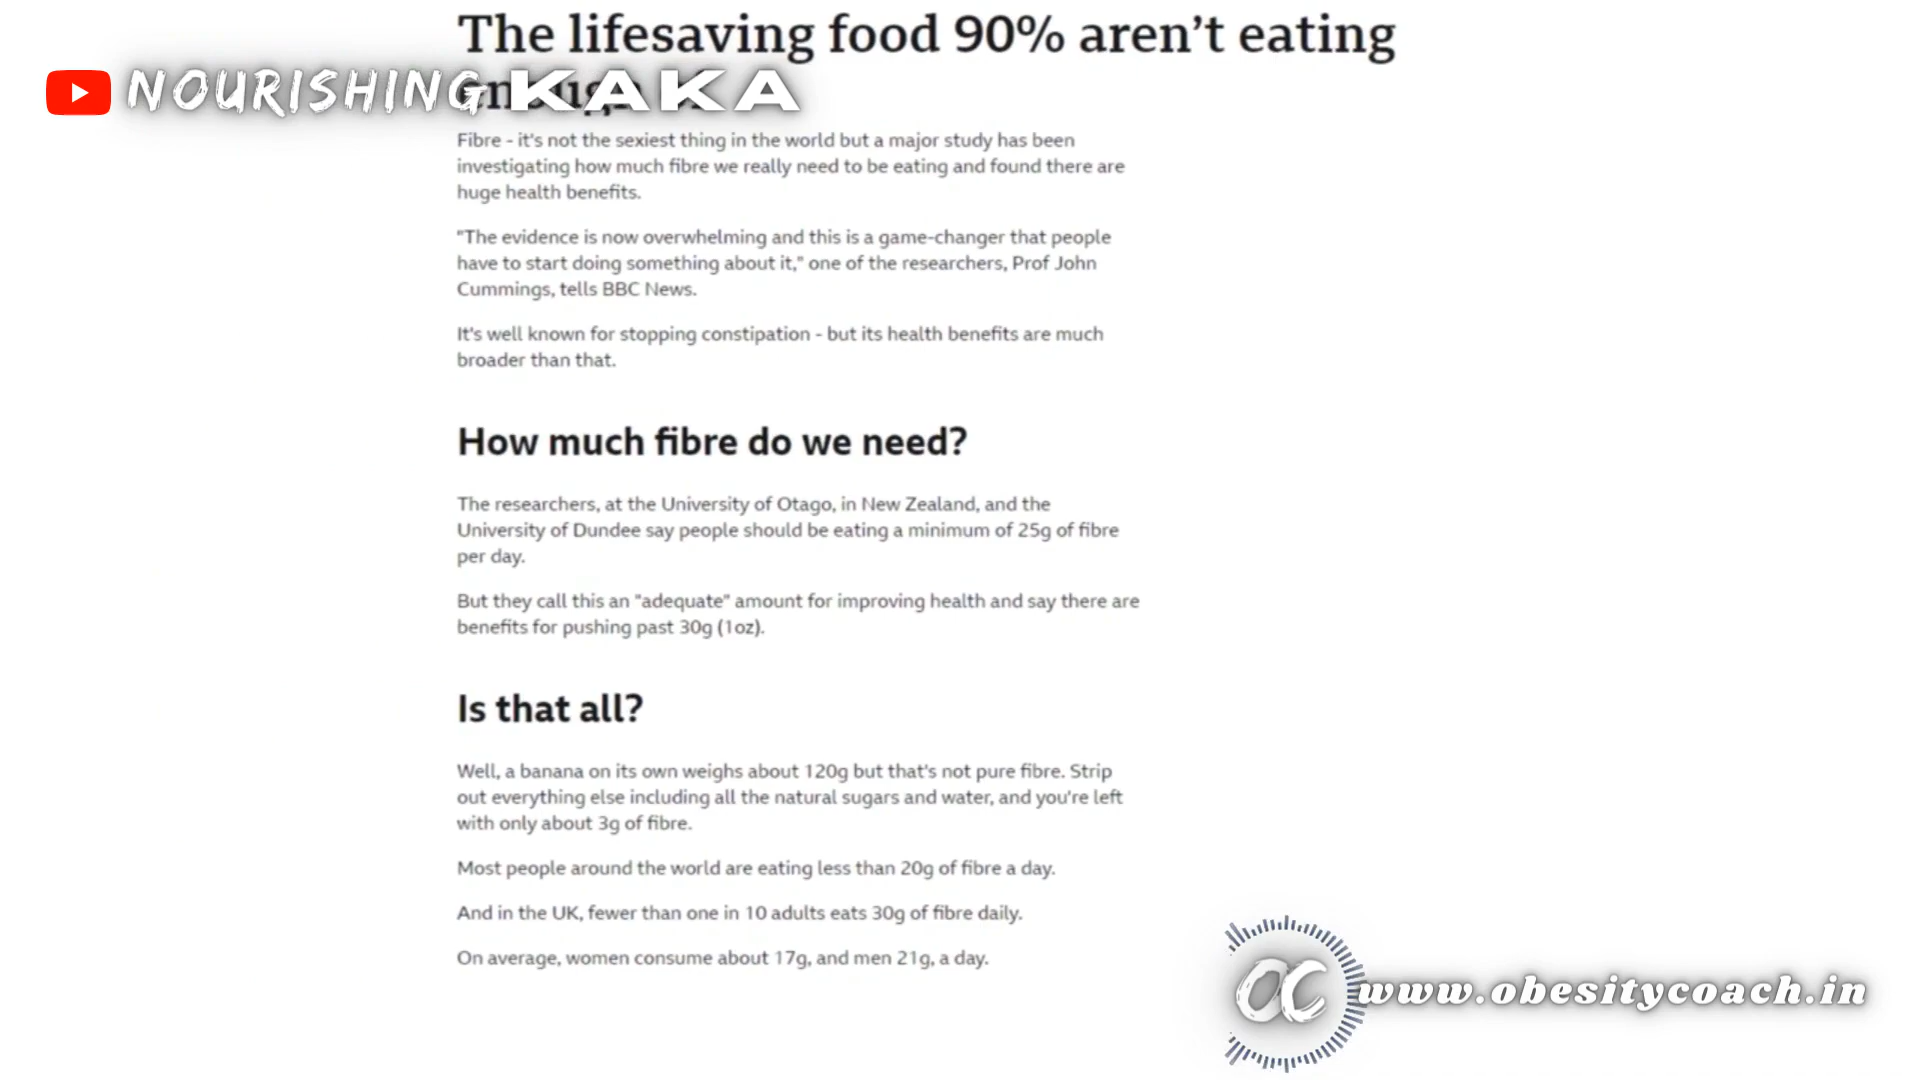 The lifesaving food 90% aren't eating
NOURISHING KAKA
Fibre - it's not the sexiest thing in the world but a major study has been
investigating how much fibre we really need to be eating and found there are
huge health benefits.
"The evidence is now overwhelming and this is a game-changer that people
have to start doing something about it," one of the researchers, Prof John
Cummings, tells BBC News.
It's well known for stopping constipation - but its health benefits are much
broader than that.
How much fibre do we need?
The researchers, at the University of Otago, in New Zealand, and the
University of Dundee say people should be eating a minimum of 25g of fibre
per day.
But they call this an "adequate" amount for improving health and say there are
benefits for pushing past 30g (1oz).
Is that all?
Well, a banana on its own weighs about 120g but that's not pure fibre. Strip
out everything else including all the natural sugars and water, and you're left
with only about 3g of fibre.
Most people around the world are eating less than 20g of fibre a day.
And in the UK, fewer than one in 10 adults eats 30g of fibre daily.
On average, women consume about 17g, and men 21g, a day.
OC
www.obesitycoach.in